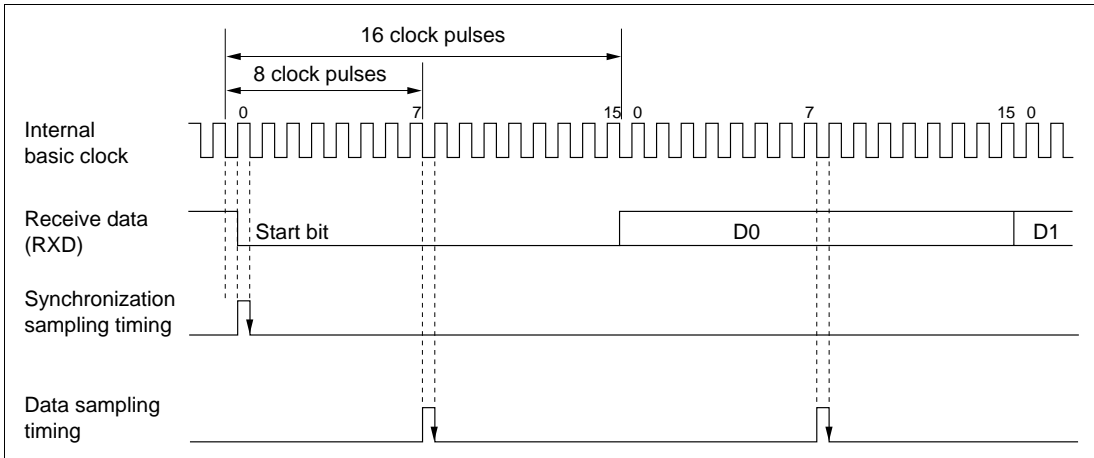 16 clock pulses
8 clock pulses
0 7 15 0 7 15 0
Internal
basic clock
Receive data
(RXD)
Start bit D0 D1
Synchronization
sampling timing
Data sampling
timing